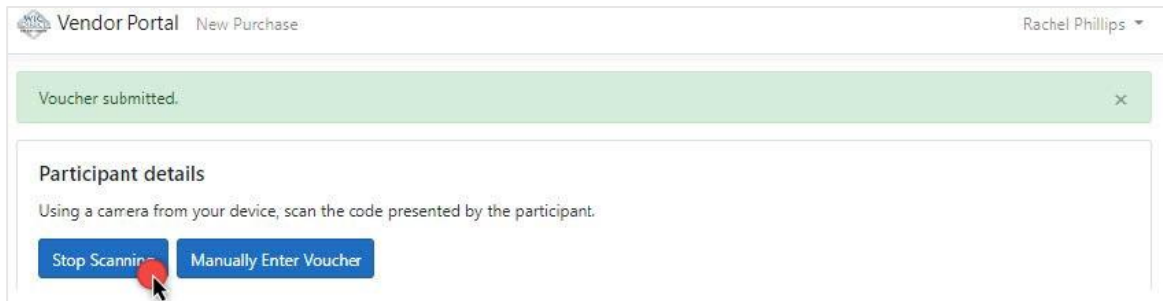 WIC Vendor Portal New Purchase Rachel Phillips
Voucher submitted. ×
Participant details
Using a camera from your device, scan the code presented by the participant.
Stop Scanning Manually Enter Voucher